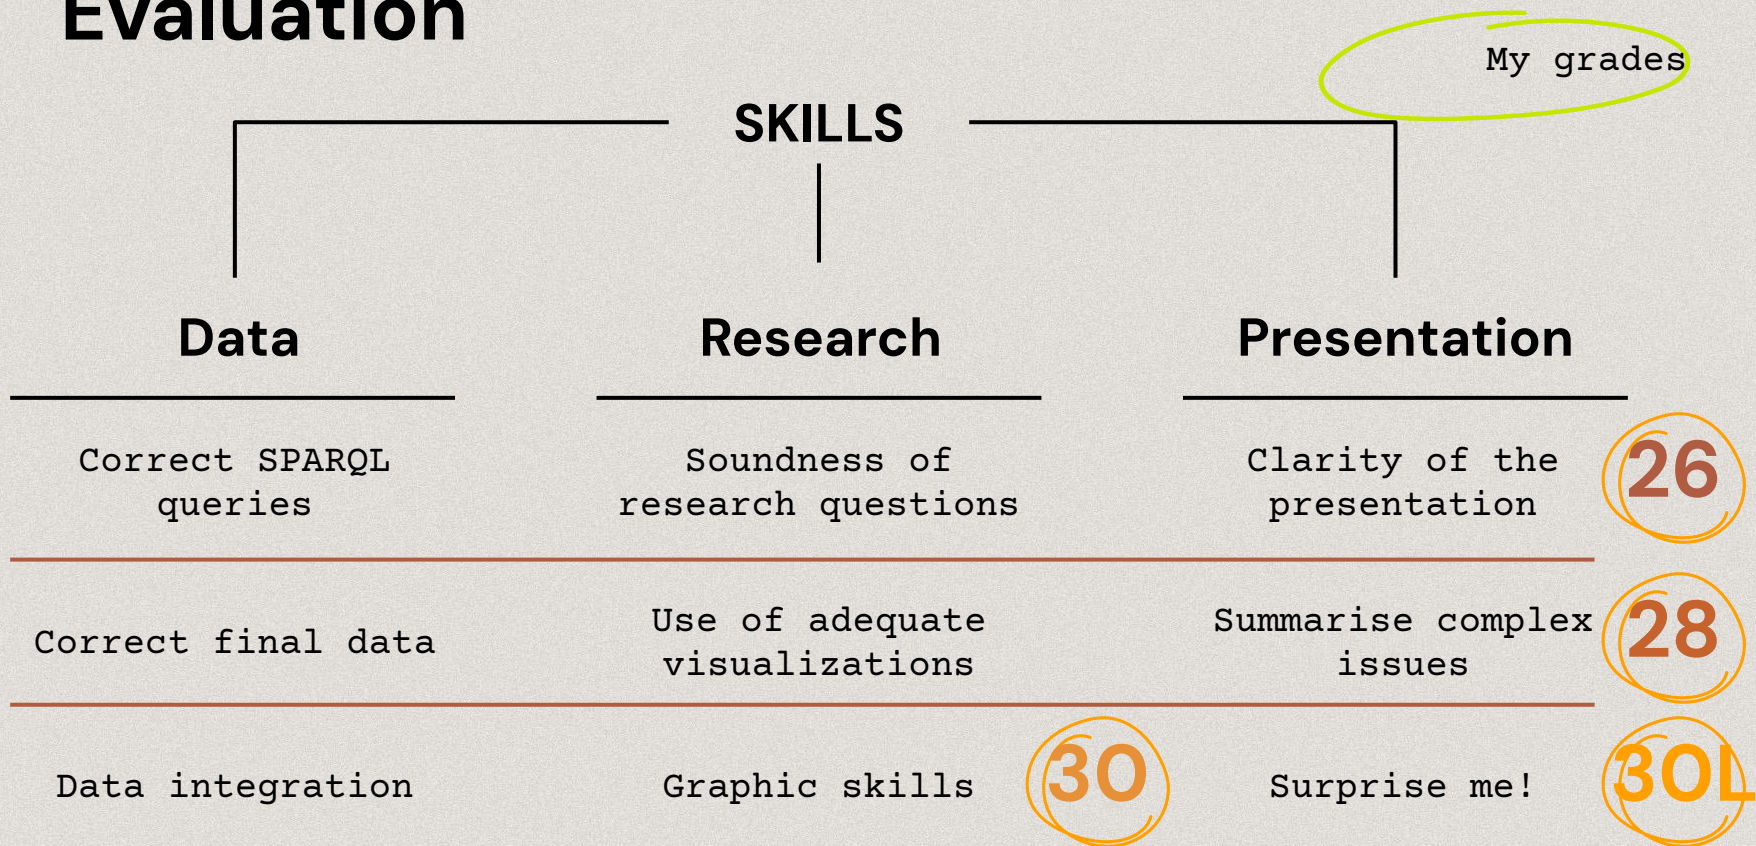 Evaluation
My grades
SKILLS
Data
Research
Presentation
Correct SPARQL
queries
Soundness of
research questions
Clarity of the
presentation
26
Correct final data
Use of adequate
visualizations
Summarise complex
issues
28
Data integration
Graphic skills
30
Surprise me!
30L